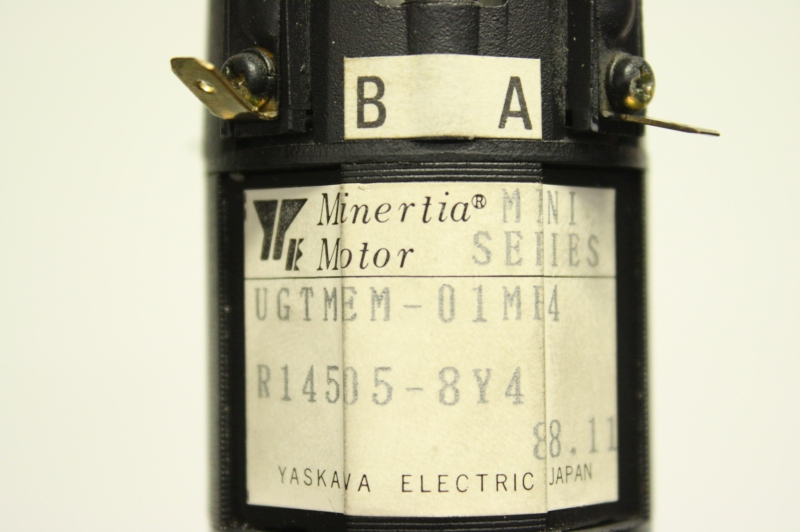 B A
Minertia® MINI
Motor SERIES
UGTMEM-01MB4
R14505-8Y4
88.11
YASKAWA ELECTRIC JAPAN